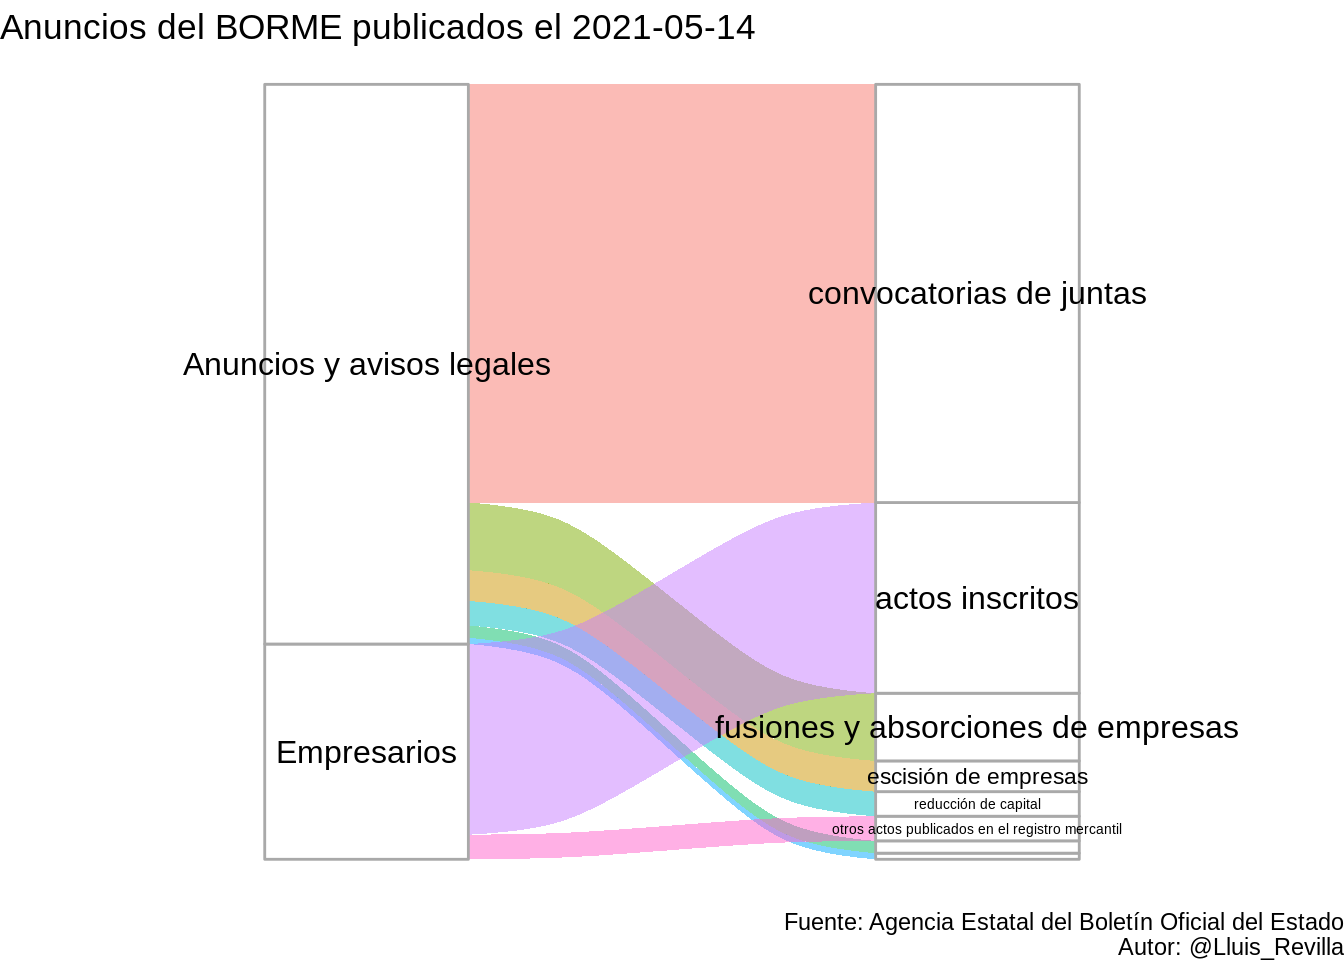 Anuncios del BORME publicados el 2021-05-14
convocatorias de juntas
Anuncios y avisos legales
actos inscritos
fusiones y absorciones de empresas
Empresarios
escisión de empresas
reducción de capital
otros actos publicados en el registro mercantil
Fuente: Agencia Estatal del Boletín Oficial del Estado
Autor: @Lluis_Revilla